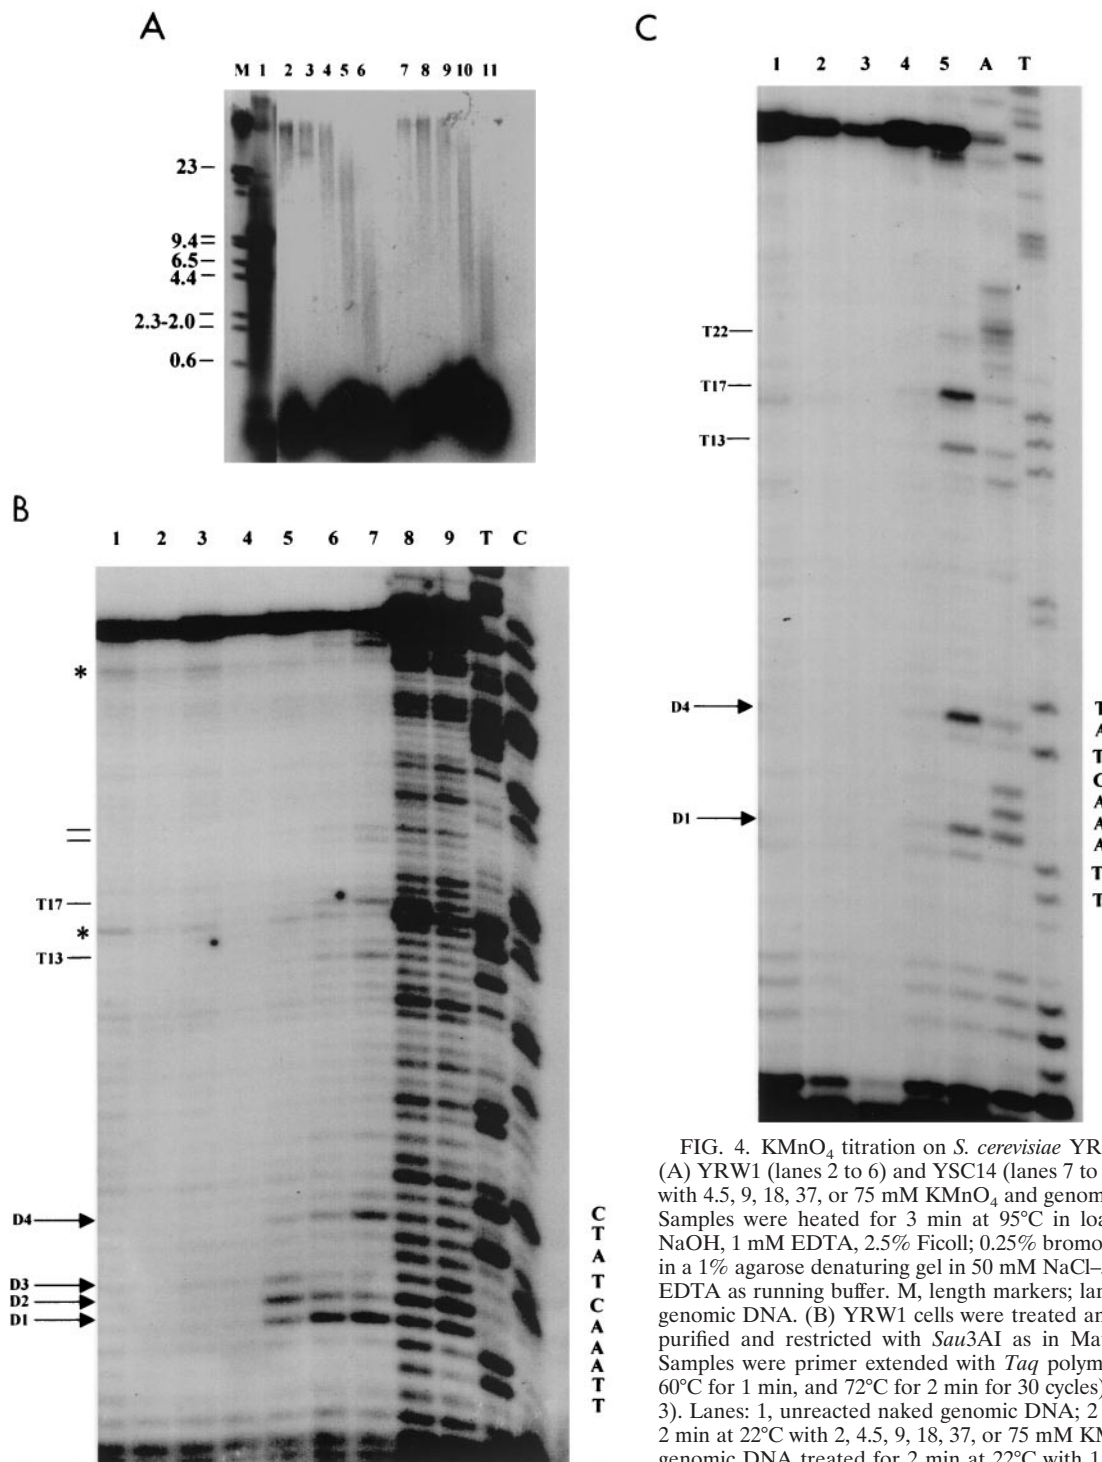 A
M 1 2 3 4 5 6 7 8 9 10 11
23
9.4
6.5
4.4
2.3-2.0
0.6
B
1 2 3 4 5 6 7 8 9 T C
*
T17
*
T13
D4
D3
D2
D1
C
T
A
T
C
A
A
A
T
T
C
1 2 3 4 5 A T
T22
T17
T13
D4
D1
T
A
T
C
A
A
A
T
T
FIG. 4. KMnO4 titration on S. cerevisiae YR
(A) YRW1 (lanes 2 to 6) and YSC14 (lanes 7 to
with 4.5, 9, 18, 37, or 75 mM KMnO4 and genom
Samples were heated for 3 min at 95°C in loa
NaOH, 1 mM EDTA, 2.5% Ficoll; 0.25% bromo
in a 1% agarose denaturing gel in 50 mM NaCl–
EDTA as running buffer. M, length markers; lan
genomic DNA. (B) YRW1 cells were treated an
purified and restricted with Sau3AI as in Ma
Samples were primer extended with Taq polym
60°C for 1 min, and 72°C for 2 min for 30 cycles)
3). Lanes: 1, unreacted naked genomic DNA; 2
2 min at 22°C with 2, 4.5, 9, 18, 37, or 75 mM KM
genomic DNA treated for 2 min at 22°C with 1